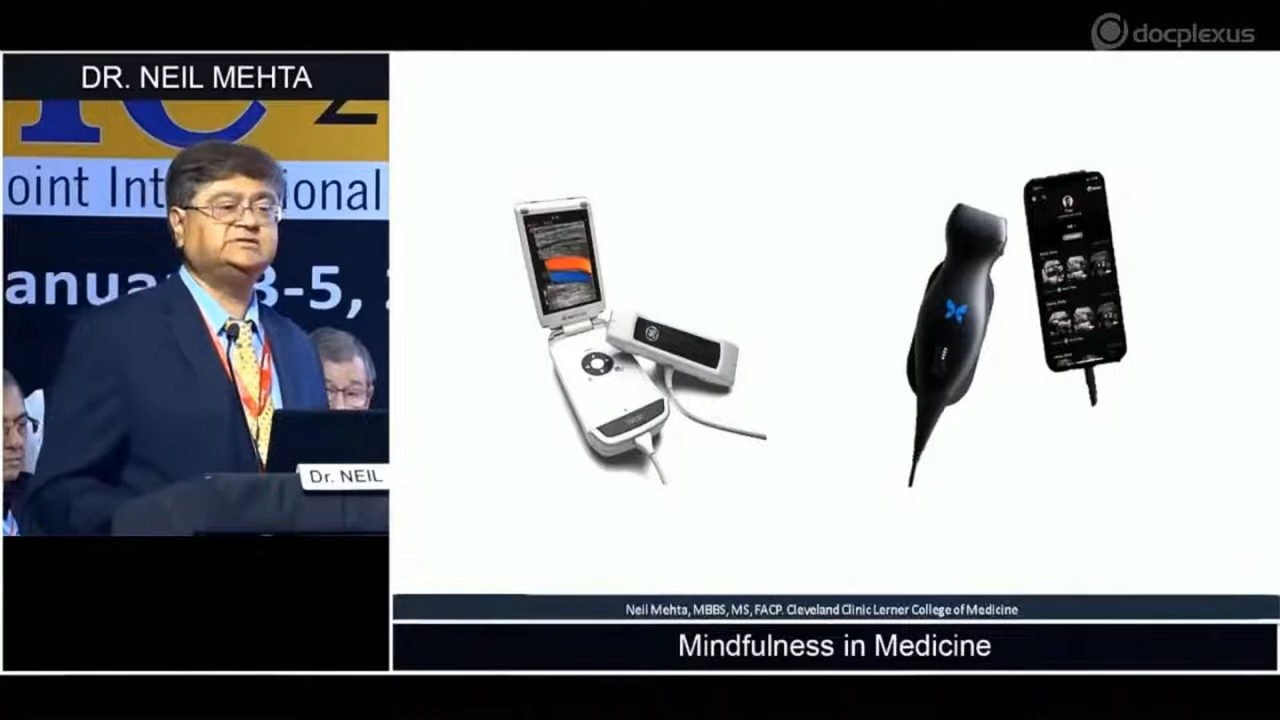 docplexus
DR. NEIL MEHTA
oint Int ional
anua 3-5,
Dr. NEIL
Neil Mehta, MBBS, MS, FACP. Cleveland Clinic Lerner College of Medicine
Mindfulness in Medicine